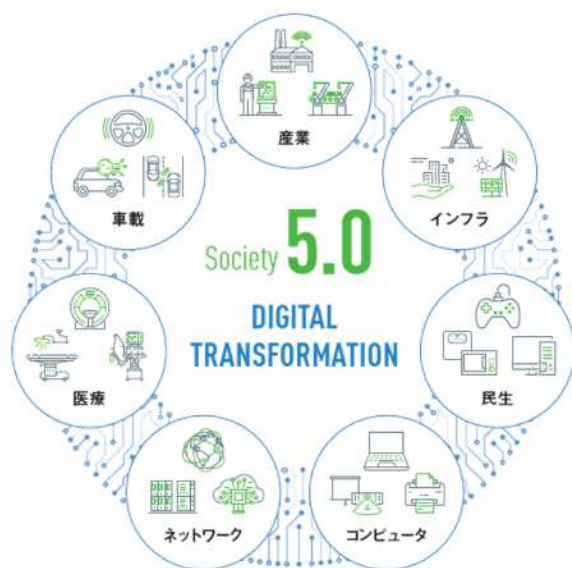 産業
車載
インフラ
Society 5.0
DIGITAL
TRANSFORMATION
医療
民生
ネットワーク
コンピュータ